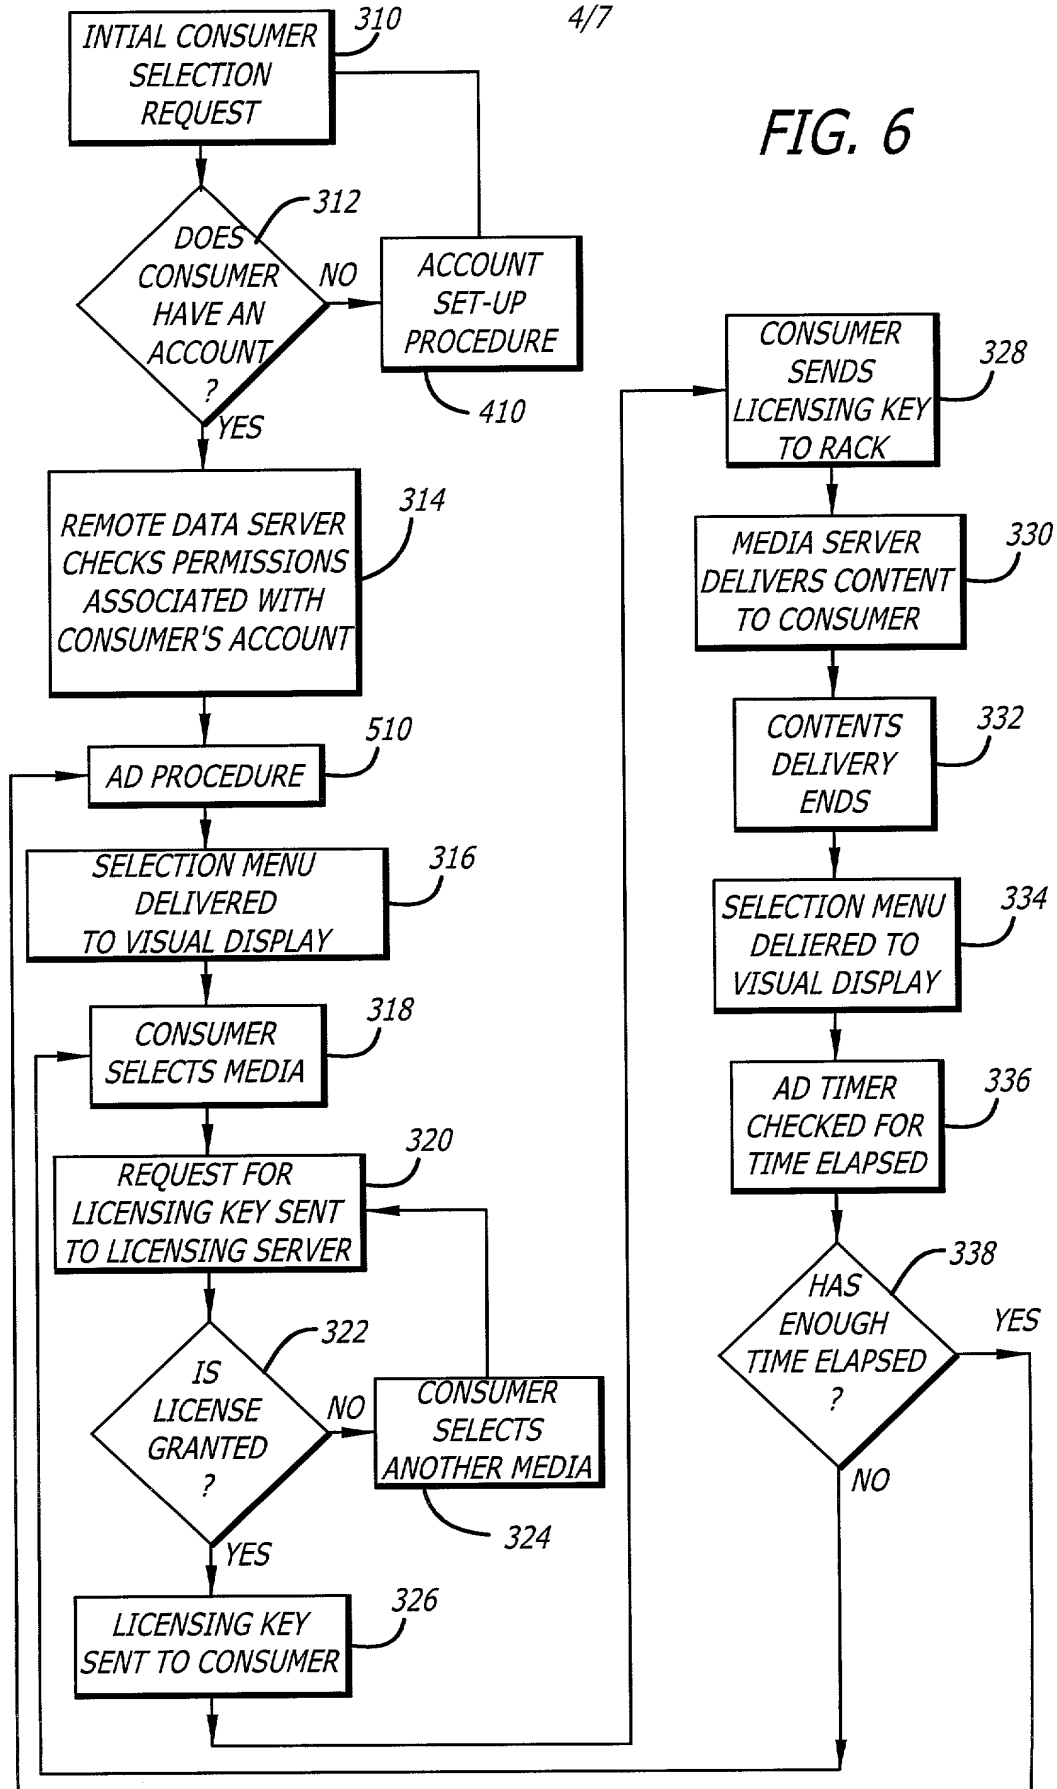 4/7
FIG. 6
INTIAL CONSUMER
SELECTION
REQUEST
310
DOES
CONSUMER
HAVE AN
ACCOUNT
?
312
NO
YES
ACCOUNT
SET-UP
PROCEDURE
410
REMOTE DATA SERVER
CHECKS PERMISSIONS
ASSOCIATED WITH
CONSUMER'S ACCOUNT
314
AD PROCEDURE
510
SELECTION MENU
DELIVERED
TO VISUAL DISPLAY
316
CONSUMER
SELECTS MEDIA
318
REQUEST FOR
LICENSING KEY SENT
TO LICENSING SERVER
320
IS
LICENSE
GRANTED
?
322
NO
YES
CONSUMER
SELECTS
ANOTHER MEDIA
324
LICENSING KEY
SENT TO CONSUMER
326
CONSUMER
SENDS
LICENSING KEY
TO RACK
328
MEDIA SERVER
DELIVERS CONTENT
TO CONSUMER
330
CONTENTS
DELIVERY
ENDS
332
SELECTION MENU
DELIERED TO
VISUAL DISPLAY
334
AD TIMER
CHECKED FOR
TIME ELAPSED
336
HAS
ENOUGH
TIME ELAPSED
?
338
YES
NO